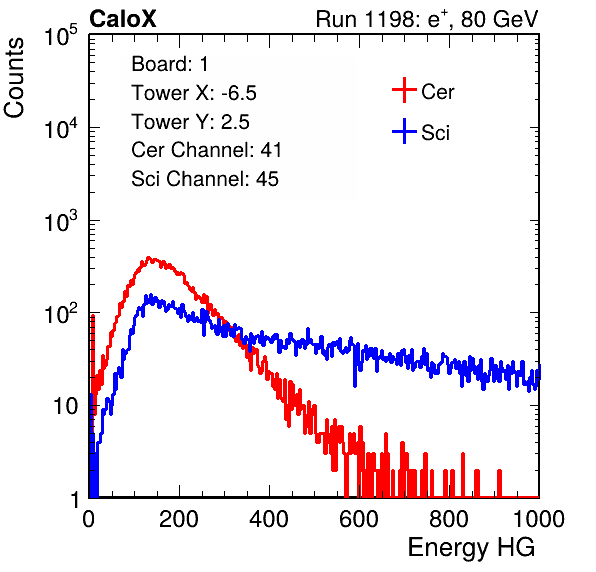 CaloX Run 1198: e+, 80 GeV
Counts
Board: 1
Tower X: -6.5
Tower Y: 2.5
Cer Channel: 41
Sci Channel: 45
Cer
Sci
10^5
10^4
10^3
10^2
10
1
0 200 400 600 800 1000
Energy HG